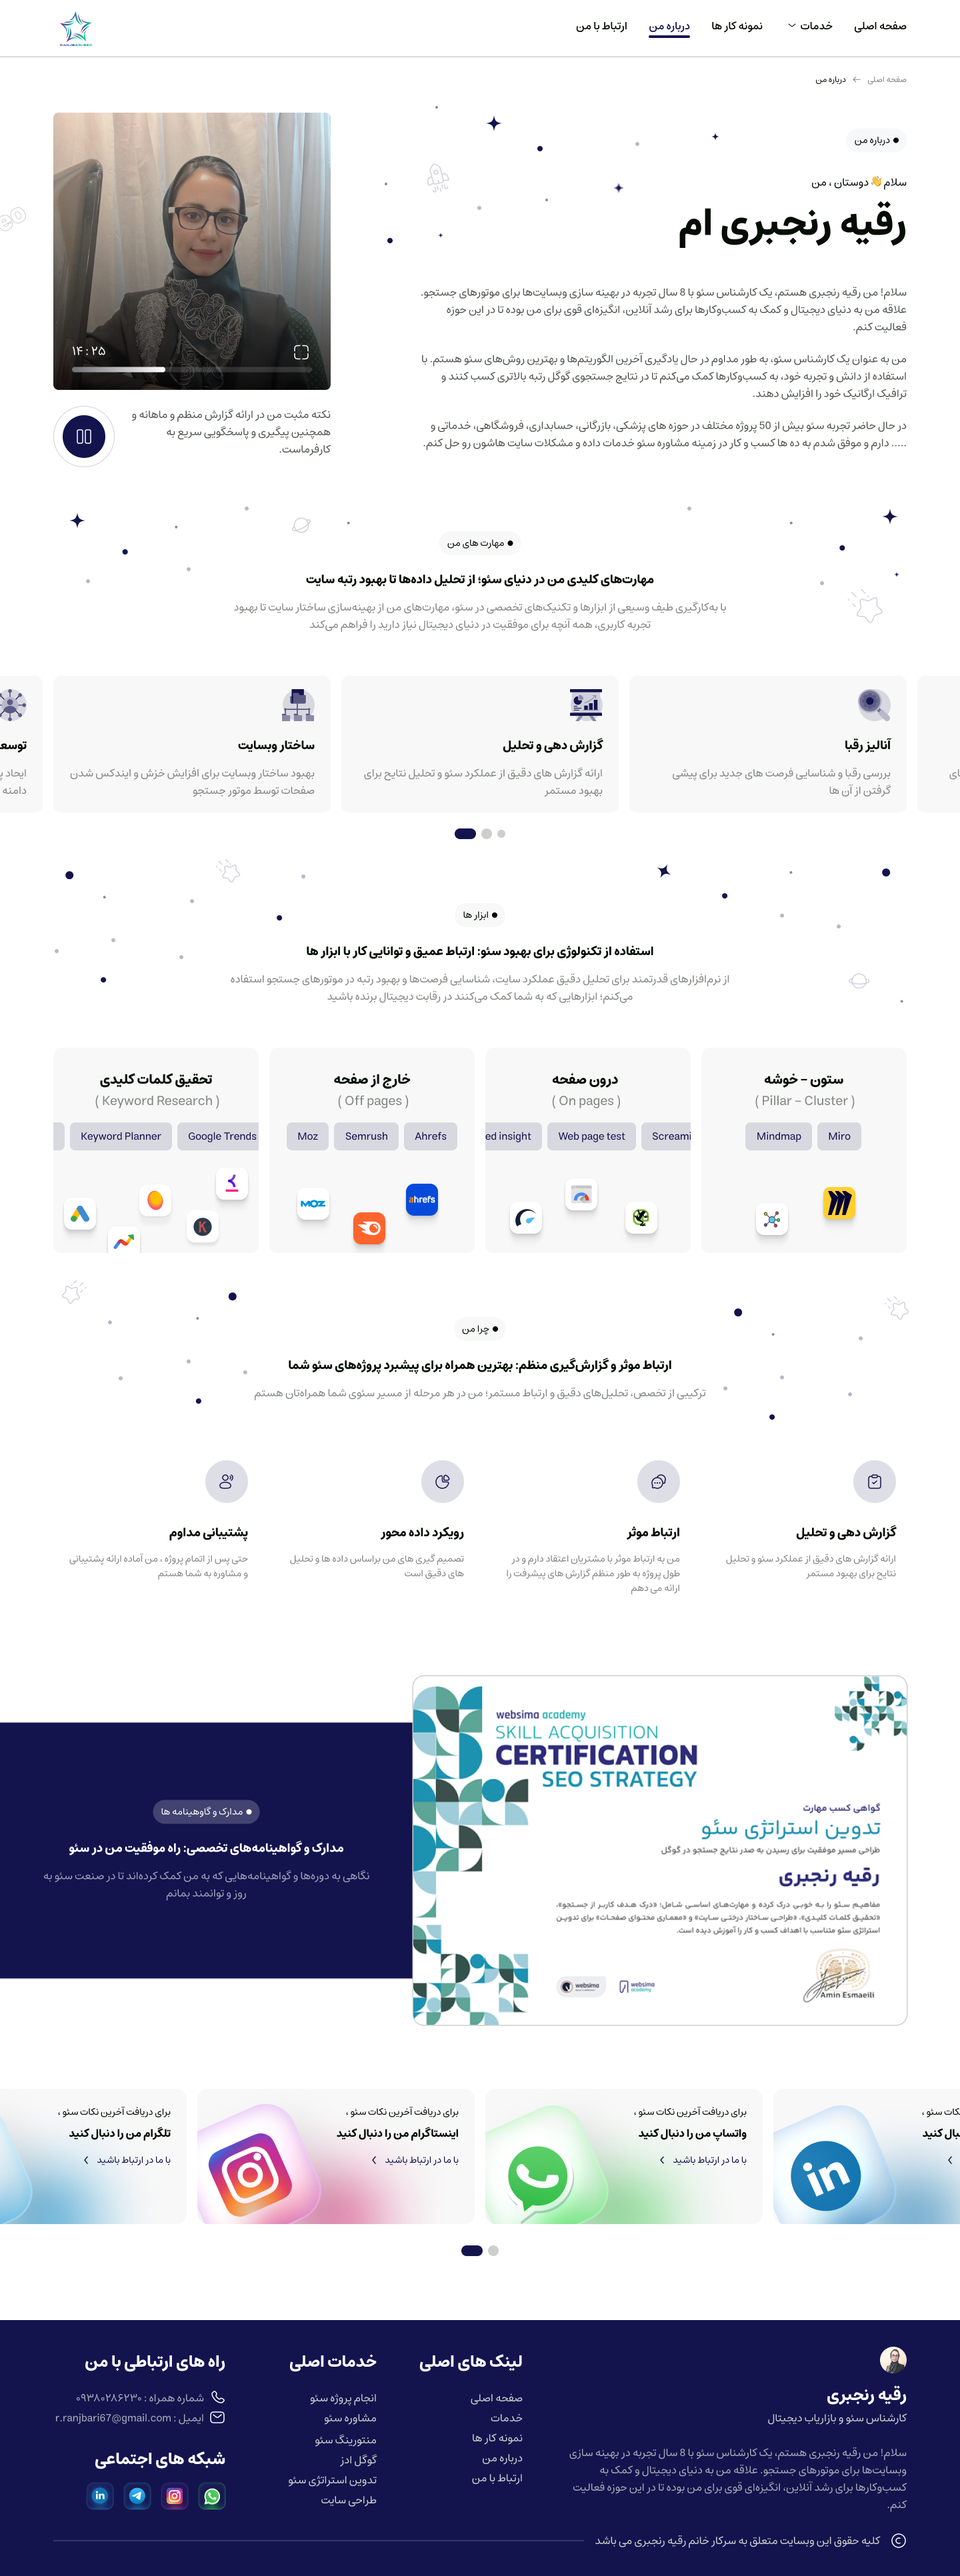 صفحه اصلی
خدمات
نمونه کار ها
درباره من
ارتباط با من
صفحه اصلی ← درباره من
درباره من
سلام👋 دوستان ، من
رقیه رنجبری ام
سلام! من رقیه رنجبری هستم، یک کارشناس سئو با 8 سال تجربه در بهینه سازی وبسایت‌ها برای موتورهای جستجو.
علاقه من به دنیای دیجیتال و کمک به کسب‌وکارها برای رشد آنلاین، انگیزه‌ای قوی برای من بوده تا در این حوزه
فعالیت کنم.
من به عنوان یک کارشناس سئو، به طور مداوم در حال یادگیری آخرین الگوریتم‌ها و بهترین روش‌های سئو هستم. با
استفاده از دانش و تجربه خود، به کسب‌وکارها کمک می‌کنم تا در نتایج جستجوی گوگل رتبه بالاتری کسب کنند و
ترافیک ارگانیک خود را افزایش دهند.
در حال حاضر تجربه سئو بیش از 50 پروژه مختلف در حوزه های پزشکی، بازرگانی، حسابداری، فروشگاهی، خدماتی و
..... دارم و موفق شدم به ده ها کسب و کار در زمینه مشاوره سئو خدمات داده و مشکلات سایت هاشون رو حل کنم.
۱۴ : ۲۵
نکته مثبت من در ارائه گزارش منظم و ماهانه و
همچنین پیگیری و پاسخگویی سریع به
کارفرماست.
مهارت های من
مهارت‌های کلیدی من در دنیای سئو؛ از تحلیل داده‌ها تا بهبود رتبه سایت
با به‌کارگیری طیف وسیعی از ابزارها و تکنیک‌های تخصصی در سئو، مهارت‌های من از بهینه‌سازی ساختار سایت تا بهبود
تجربه کاربری، همه آنچه برای موفقیت در دنیای دیجیتال نیاز دارید را فراهم می‌کند
آنالیز رقبا
بررسی رقبا و شناسایی فرصت های جدید برای پیشی
گرفتن از آن ها
گزارش دهی و تحلیل
ارائه گزارش های دقیق از عملکرد سئو و تحلیل نتایج برای
بهبود مستمر
ساختار وبسایت
بهبود ساختار وبسایت برای افزایش خزش و ایندکس شدن
صفحات توسط موتور جستجو
دامنه
ابزار ها
استفاده از تکنولوژی برای بهبود سئو: ارتباط عمیق و توانایی کار با ابزار ها
از نرم‌افزارهای قدرتمند برای تحلیل دقیق عملکرد سایت، شناسایی فرصت‌ها و بهبود رتبه در موتورهای جستجو استفاده
می‌کنم؛ ابزارهایی که به شما کمک می‌کنند در رقابت دیجیتال برنده باشید
ستون - خوشه
( Pillar - Cluster )
Miro
Mindmap
درون صفحه
( On pages )
Screami
Web page test
ed insight
خارج از صفحه
( Off pages )
Ahrefs
Semrush
Moz
ahrefs
MOZ
تحقیق کلمات کلیدی
( Keyword Research )
Google Trends
Keyword Planner
K
چرا من
ارتباط موثر و گزارش‌گیری منظم: بهترین همراه برای پیشبرد پروژه‌های سئو شما
ترکیبی از تخصص، تحلیل‌های دقیق و ارتباط مستمر؛ من در هر مرحله از مسیر سئوی شما همراه‌تان هستم
گزارش دهی و تحلیل
ارائه گزارش های دقیق از عملکرد سئو و تحلیل
نتایج برای بهبود مستمر
ارتباط موثر
من به ارتباط موثر با مشتریان اعتقاد دارم و در
طول پروژه به طور منظم گزارش های پیشرفت را
ارائه می دهم
رویکرد داده محور
تصمیم گیری های من براساس داده ها و تحلیل
های دقیق است
پشتیبانی مداوم
حتی پس از اتمام پروژه ، من آماده ارائه پشتیبانی
و مشاوره به شما هستم
websima academy
SKILL ACQUISITION
CERTIFICATION
SEO STRATEGY
گواهی کسب مهارت
تدوین استراتژی سئو
طراحی مسیر موفقیت برای رسیدن به صدر نتایج جستجو در گوگل
رقیه رنجبری
مفاهیم سئو را به خوبی درک کرده و مهارت‌های اساسی شامل: «درک هدف کاربر از جستجو»،
«تحقیق کلمات کلیدی»، «طراحی ساختار درختی سایت» و «معماری محتوای صفحات» برای تدوین
استراتژی سئو متناسب با اهداف کسب و کار را آموزش دیده است.
websima
websima academy
Amin Esmaeili
مدارک و گاوهینامه ها
مدارک و گواهینامه‌های تخصصی: راه موفقیت من در سئو
نگاهی به دوره‌ها و گواهینامه‌هایی که به من کمک کرده‌اند تا در صنعت سئو به
روز و توانمند بمانم
برای دریافت آخرین نکات سئو ،
واتساپ من را دنبال کنید
با ما در ارتباط باشید
برای دریافت آخرین نکات سئو ،
اینستاگرام من را دنبال کنید
با ما در ارتباط باشید
برای دریافت آخرین نکات سئو ،
تلگرام من را دنبال کنید
با ما در ارتباط باشید
رقیه رنجبری
کارشناس سئو و بازاریاب دیجیتال
سلام! من رقیه رنجبری هستم، یک کارشناس سئو با 8 سال تجربه در بهینه سازی
وبسایت‌ها برای موتورهای جستجو. علاقه من به دنیای دیجیتال و کمک به
کسب‌وکارها برای رشد آنلاین، انگیزه‌ای قوی برای من بوده تا در این حوزه فعالیت
کنم.
لینک های اصلی
صفحه اصلی
خدمات
نمونه کار ها
درباره من
ارتباط با من
خدمات اصلی
انجام پروژه سئو
مشاوره سئو
منتورینگ سئو
گوگل ادز
تدوین استراتژی سئو
طراحی سایت
راه های ارتباطی با من
شماره همراه : ۰۹۳۸۰۲۸۶۲۳۰
ایمیل : r.ranjbari67@gmail.com
شبکه های اجتماعی
© کلیه حقوق این وبسایت متعلق به سرکار خانم رقیه رنجبری می باشد